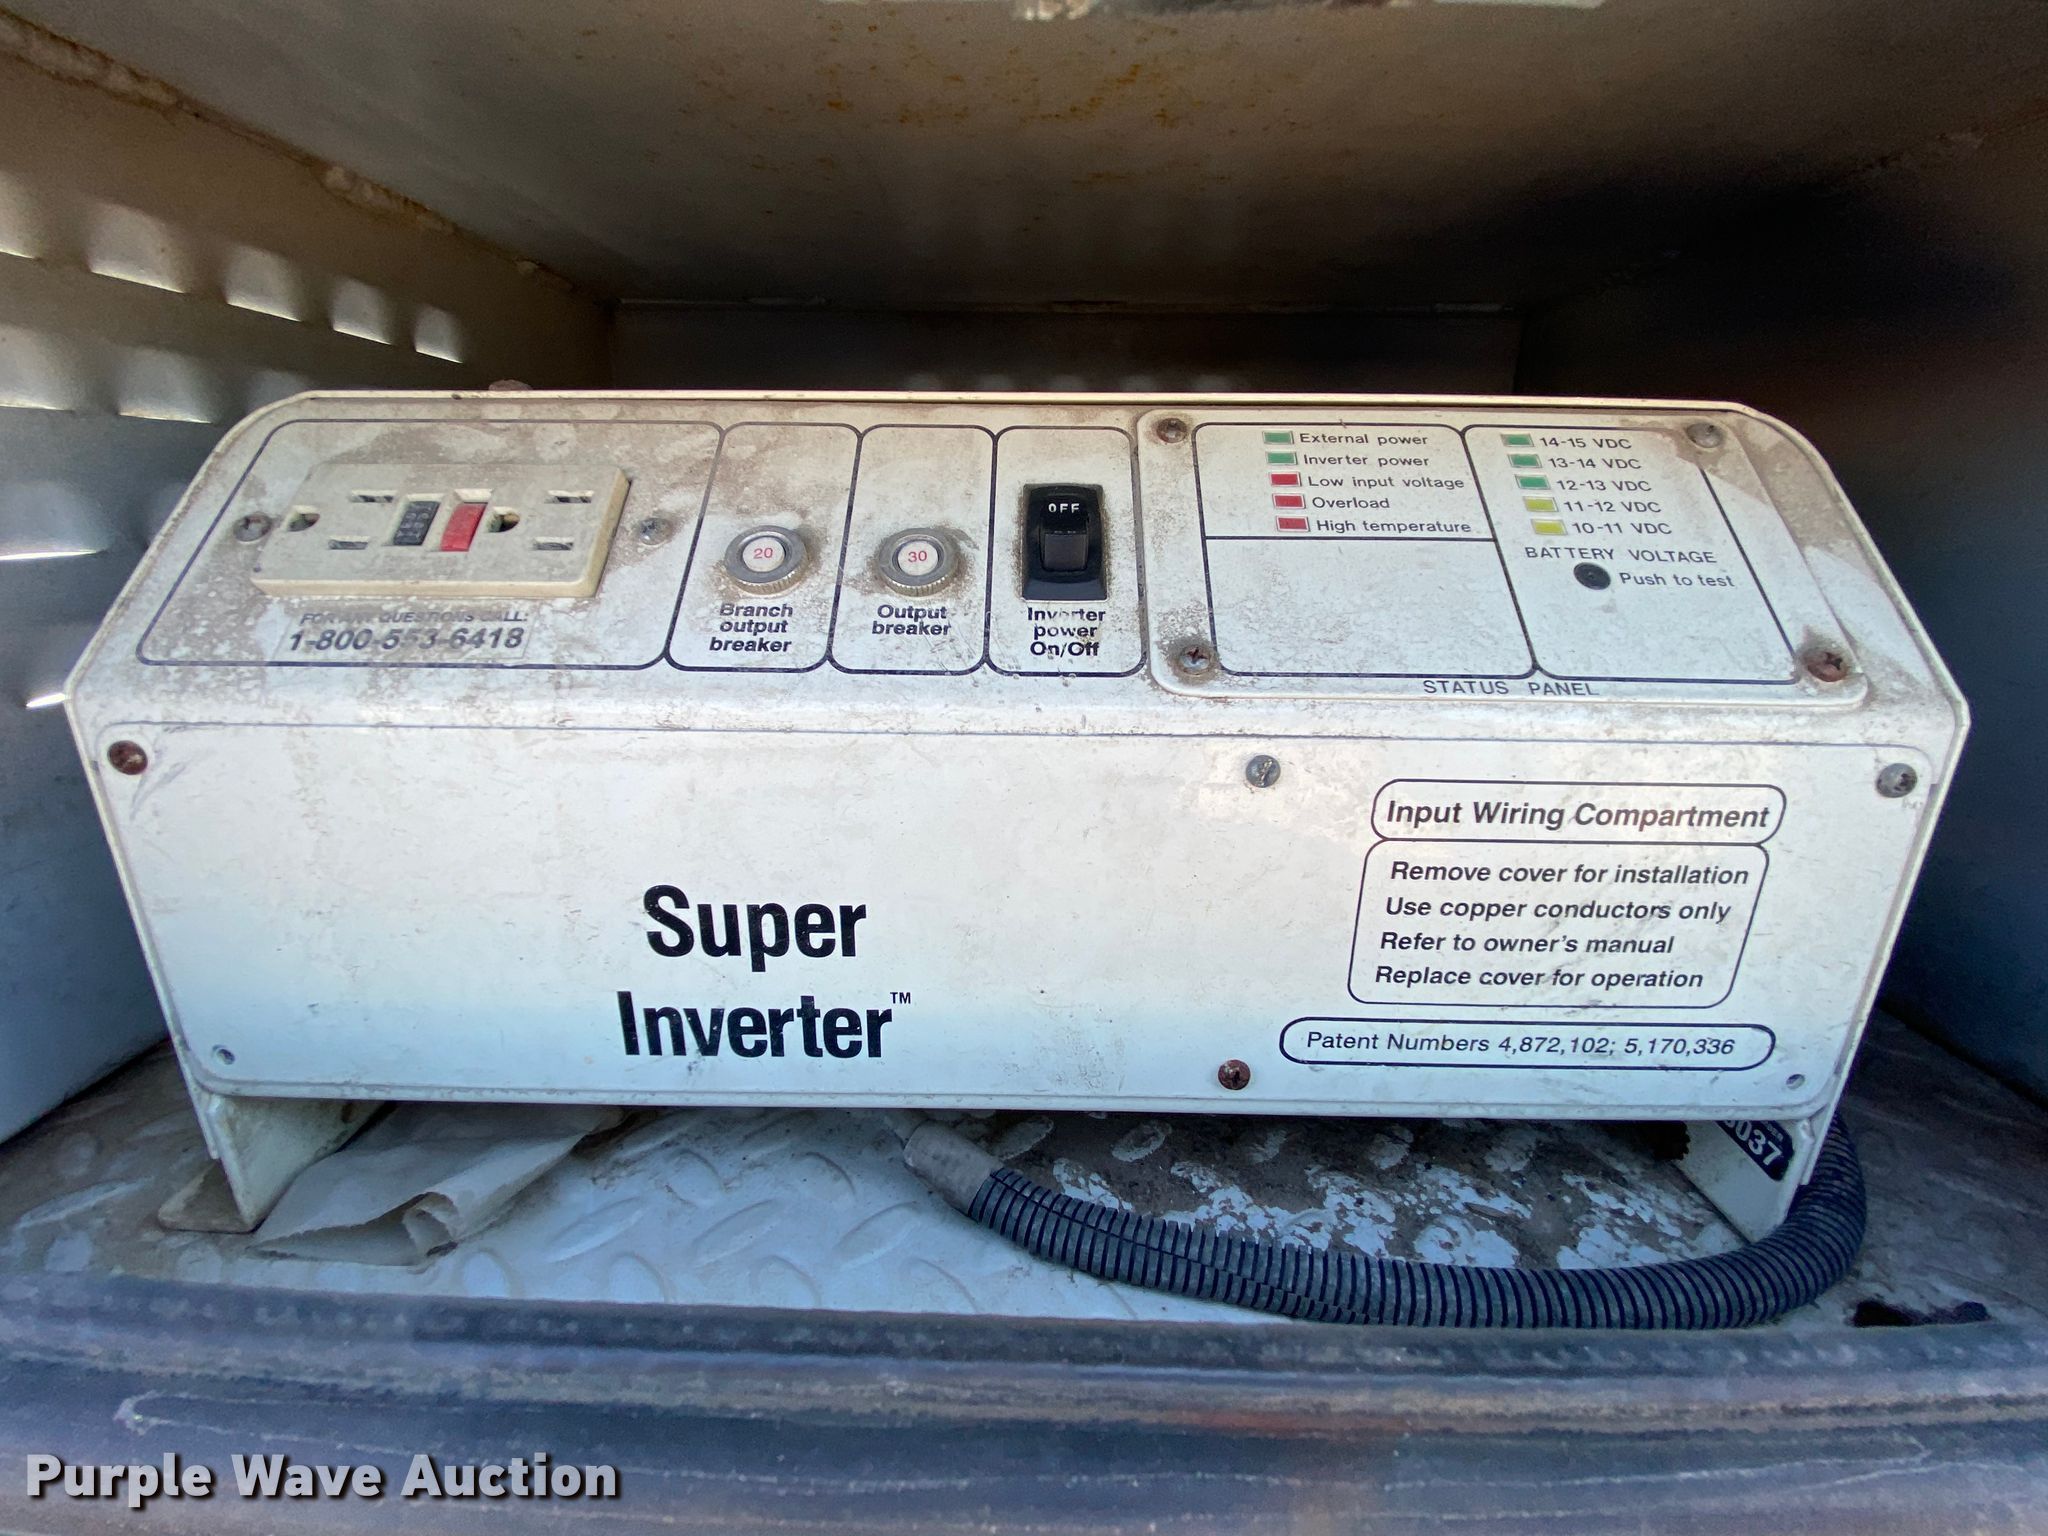 FOR ANY QUESTIONS CALL:
1-800-553-6418
20
Branch
output
breaker
30
Output
breaker
OFF
Inverter
power
On/Off
External power
Inverter power
Low input voltage
Overload
High temperature
14-15 VDC
13-14 VDC
12-13 VDC
11-12 VDC
10-11 VDC
BATTERY VOLTAGE
Push to test
STATUS PANEL
Super
Inverter™
Input Wiring Compartment
Remove cover for installation
Use copper conductors only
Refer to owner's manual
Replace cover for operation
Patent Numbers 4,872,102; 5,170,336
037
Purple Wave Auction